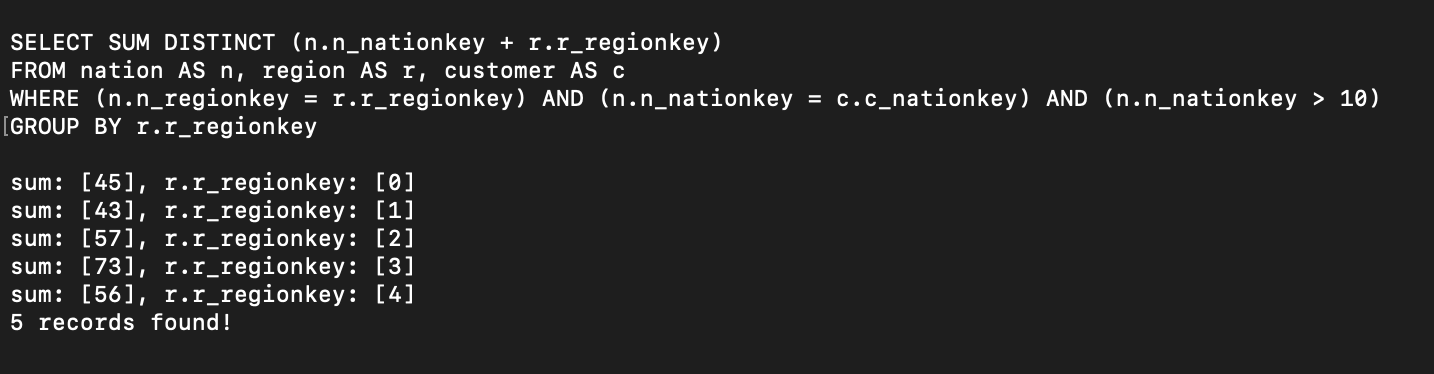 SELECT SUM DISTINCT (n.n_nationkey + r.r_regionkey)
FROM nation AS n, region AS r, customer AS c
WHERE (n.n_regionkey = r.r_regionkey) AND (n.n_nationkey = c.c_nationkey) AND (n.n_nationkey > 10)
[GROUP BY r.r_regionkey
sum: [45], r.r_regionkey: [0]
sum: [43], r.r_regionkey: [1]
sum: [57], r.r_regionkey: [2]
sum: [73], r.r_regionkey: [3]
sum: [56], r.r_regionkey: [4]
5 records found!